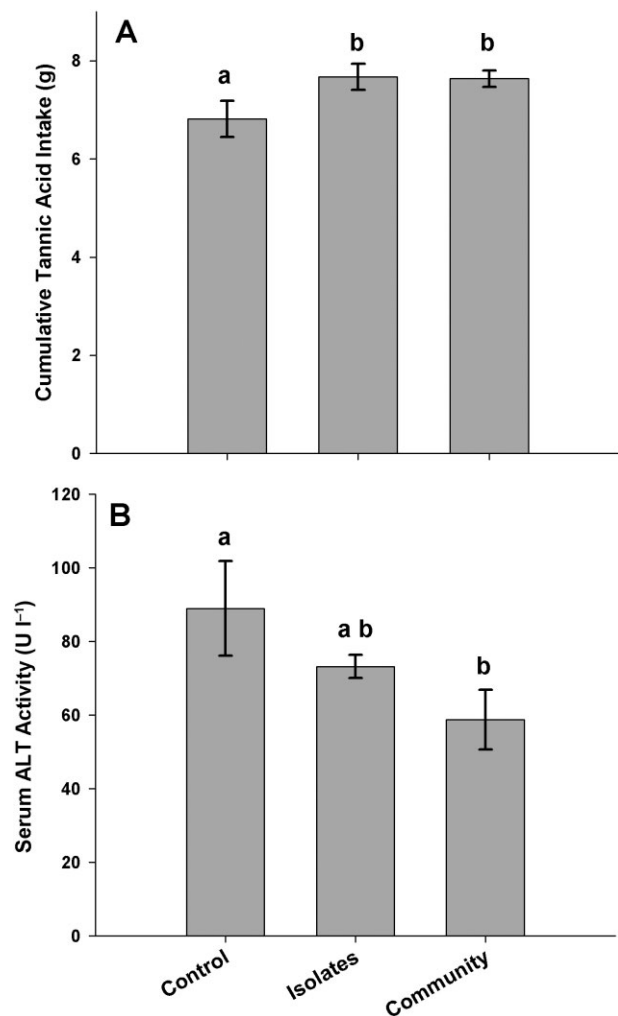 A
Cumulative Tannic Acid Intake (g)
8
6
4
2
0
a
b
b
B
Serum ALT Activity (U l⁻¹)
120
100
80
60
40
20
0
a
a b
b
Control
Isolates
Community